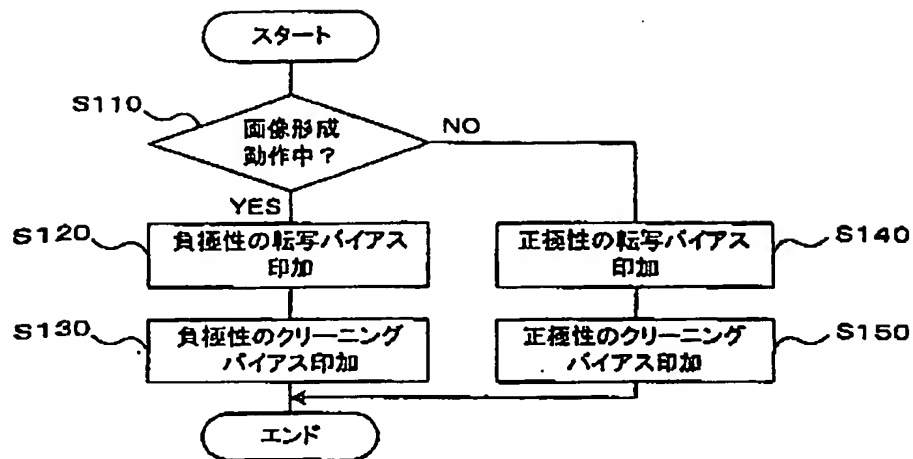 スタート
S110
画像形成
動作中?
NO
YES
S120
負極性の転写バイアス
印加
正極性の転写バイアス
印加
S140
S130
負極性のクリーニング
バイアス印加
正極性のクリーニング
バイアス印加
S150
エンド